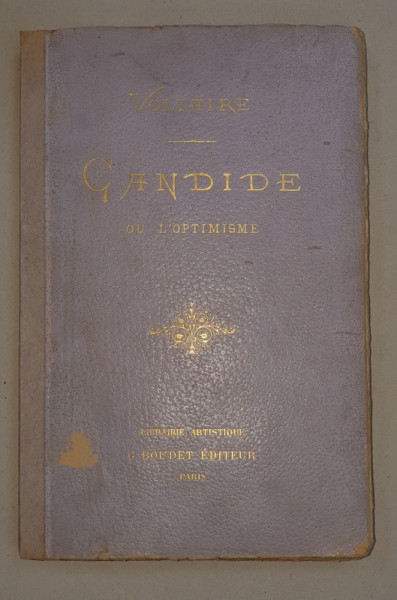 VOLTAIRE
CANDIDE
OU L'OPTIMISME
LIBRAIRIE ARTISTIQUE
G. BOUDET, ÉDITEUR
PARIS